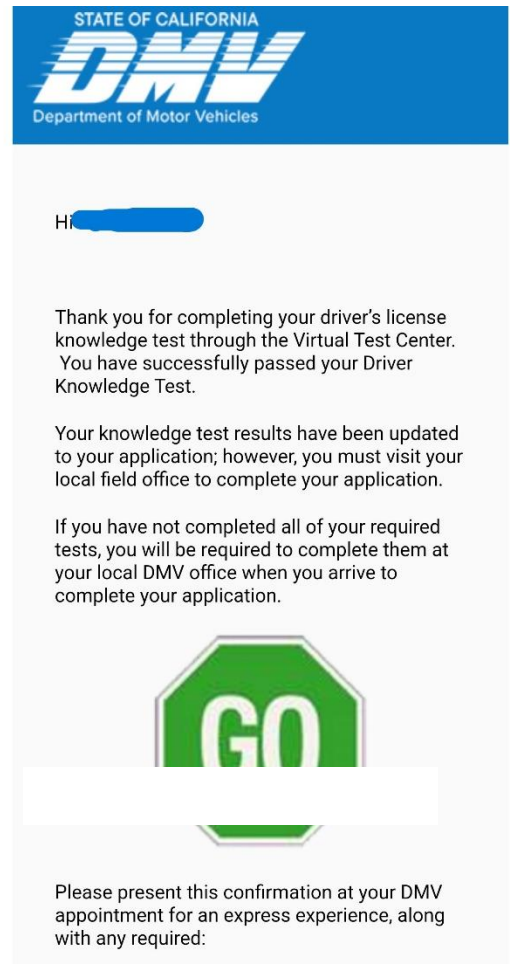 STATE OF CALIFORNIA
DMV
Department of Motor Vehicles
Hi
Thank you for completing your driver's license
knowledge test through the Virtual Test Center.
You have successfully passed your Driver
Knowledge Test.
Your knowledge test results have been updated
to your application; however, you must visit your
local field office to complete your application.
If you have not completed all of your required
tests, you will be required to complete them at
your local DMV office when you arrive to
complete your application.
GO
Please present this confirmation at your DMV
appointment for an express experience, along
with any required: